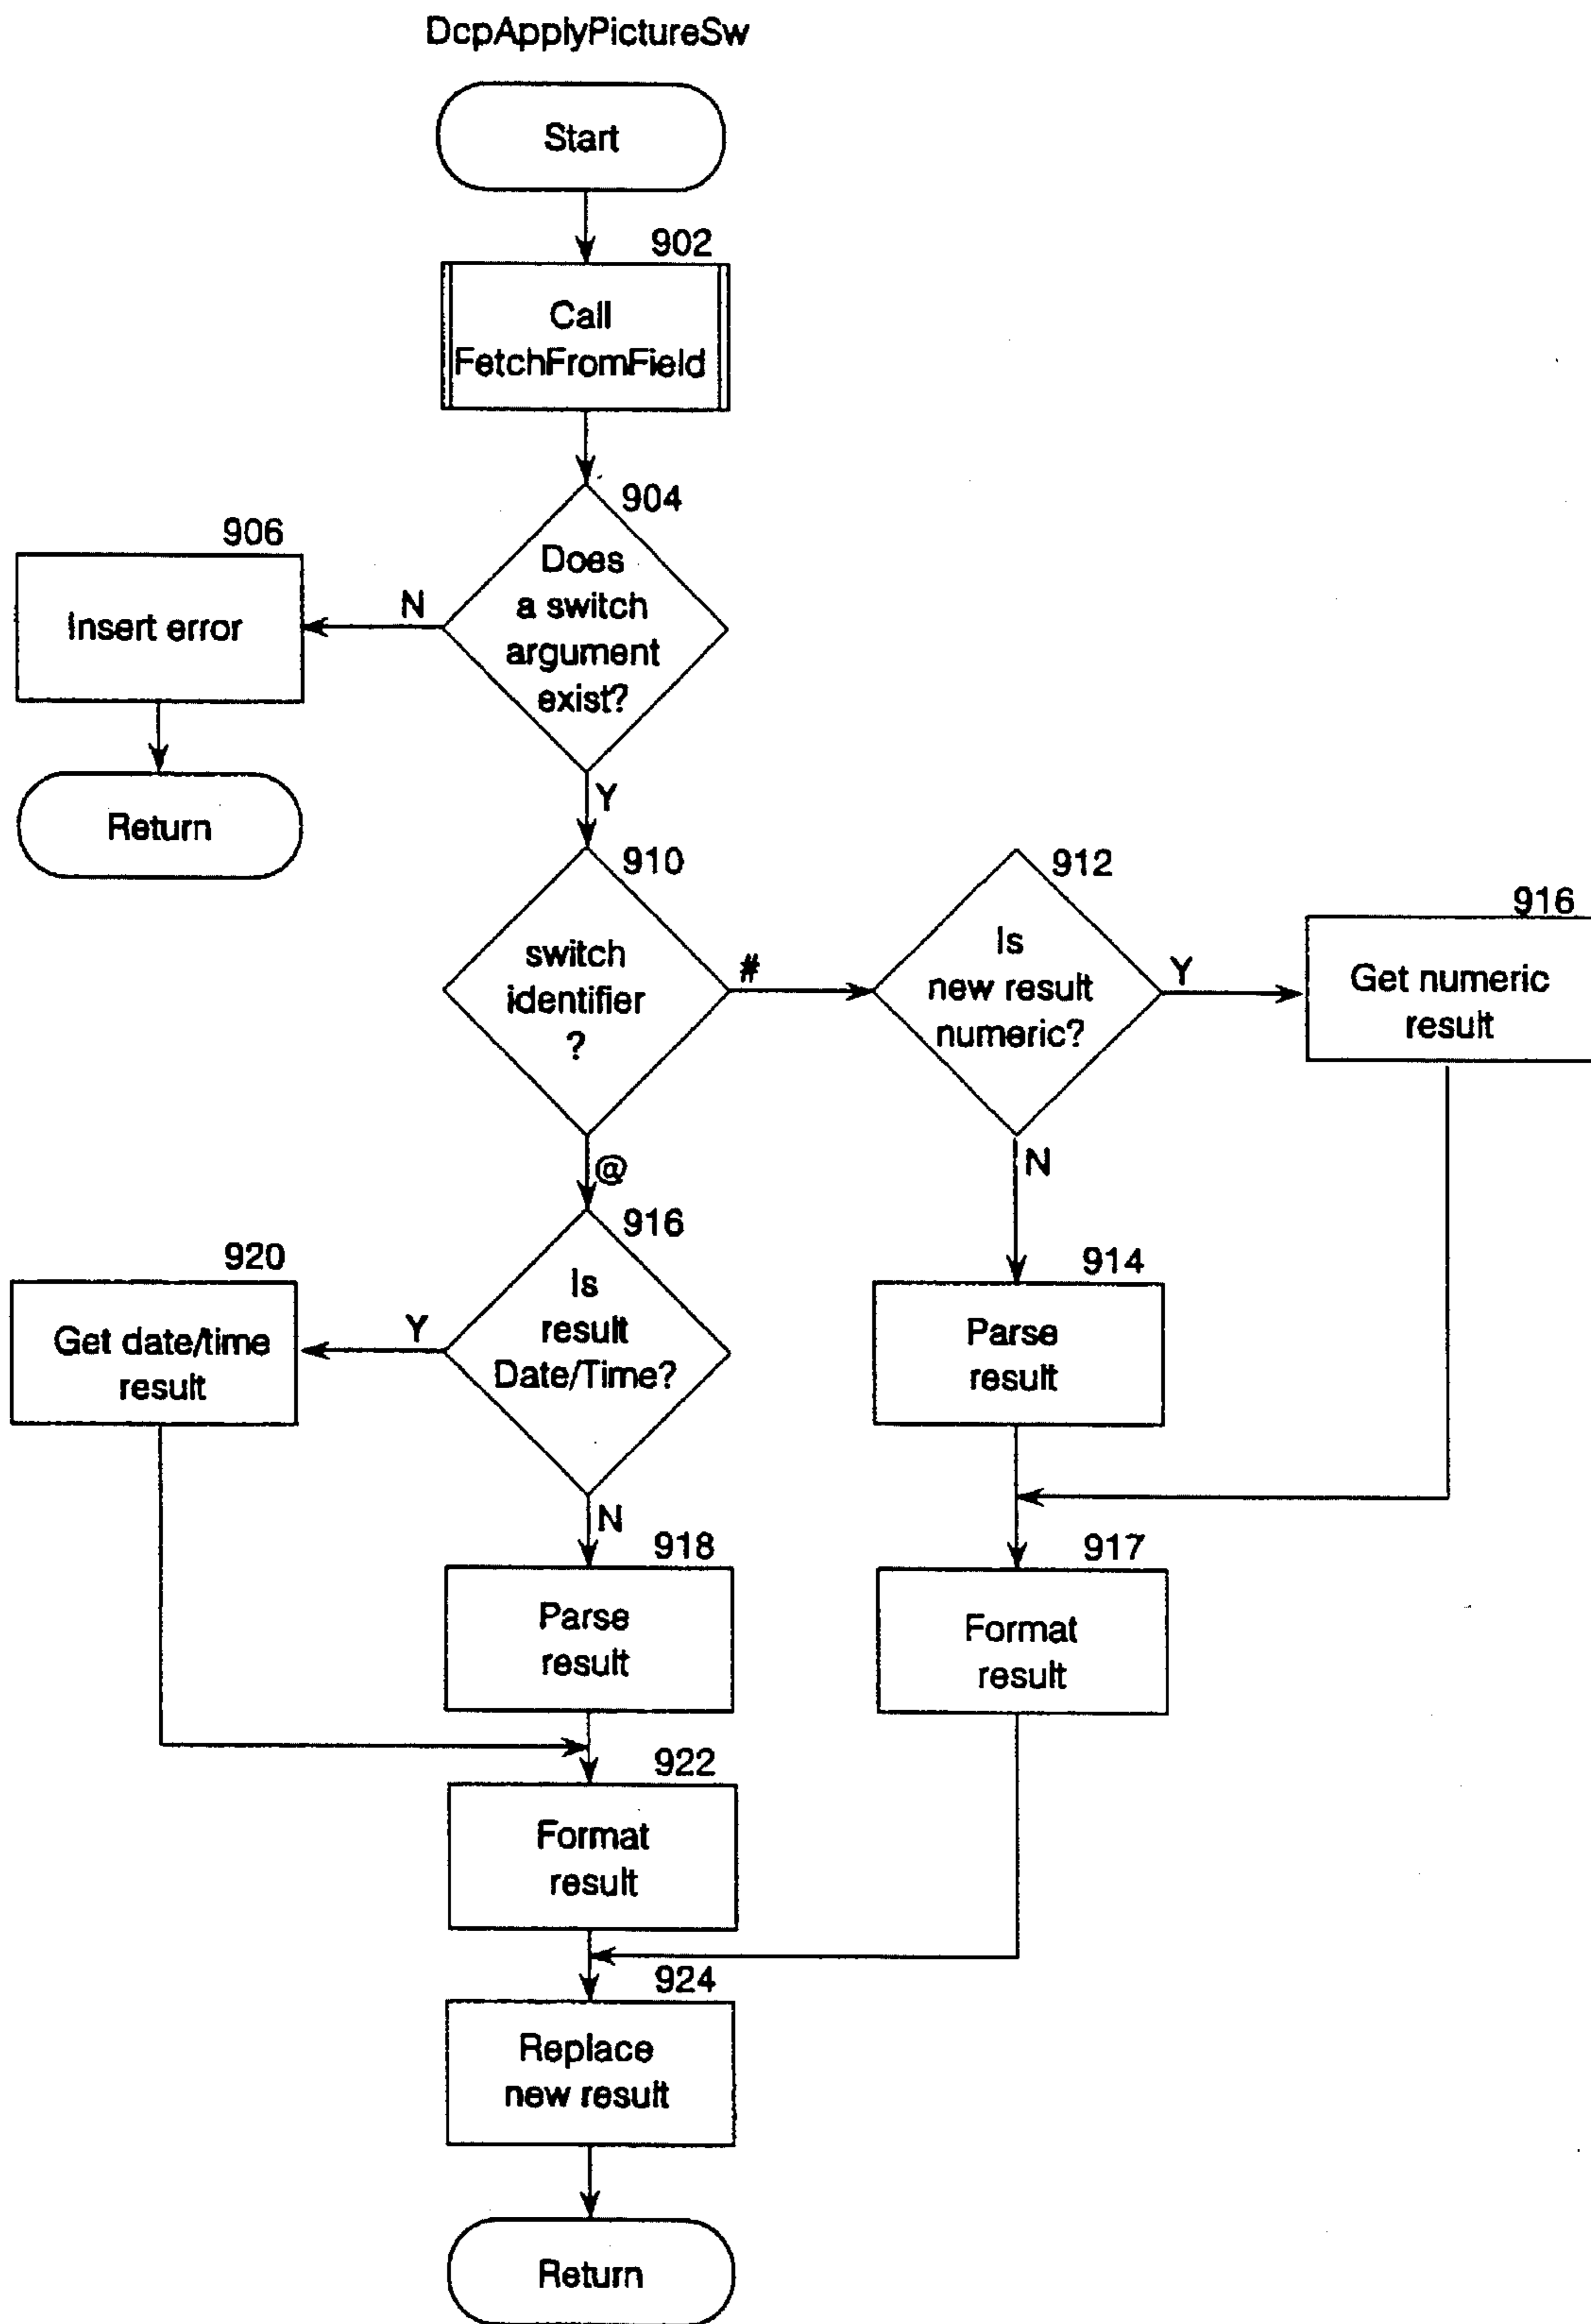 DcpApplyPictureSw
Start
902
Call
FetchFromField
904
Does
a switch
argument
exist?
N
906
Insert error
Return
Y
910
switch
identifier
?
#
912
Is
new result
numeric?
Y
916
Get numeric
result
N
914
Parse
result
917
Format
result
@
916
Is
result
Date/Time?
Y
920
Get date/time
result
N
918
Parse
result
922
Format
result
924
Replace
new result
Return